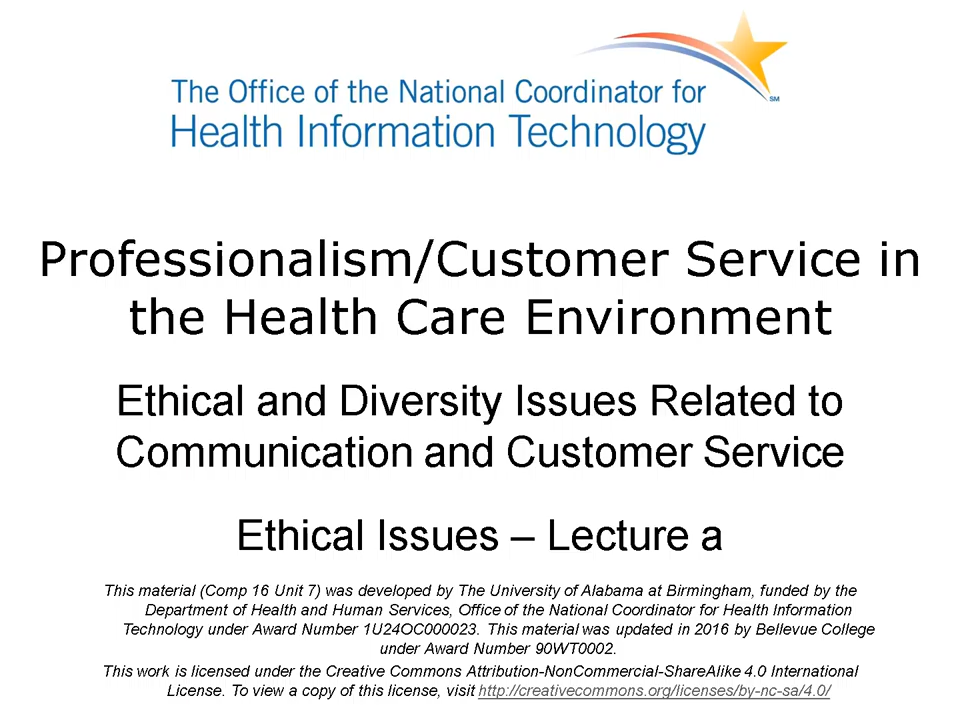 The Office of the National Coordinator for
Health Information Technology
SM
Professionalism/Customer Service in
the Health Care Environment
Ethical and Diversity Issues Related to
Communication and Customer Service
Ethical Issues – Lecture a
This material (Comp 16 Unit 7) was developed by The University of Alabama at Birmingham, funded by the
Department of Health and Human Services, Office of the National Coordinator for Health Information
Technology under Award Number 1U24OC000023. This material was updated in 2016 by Bellevue College
under Award Number 90WT0002.
This work is licensed under the Creative Commons Attribution-NonCommercial-ShareAlike 4.0 International
License. To view a copy of this license, visit http://creativecommons.org/licenses/by-nc-sa/4.0/